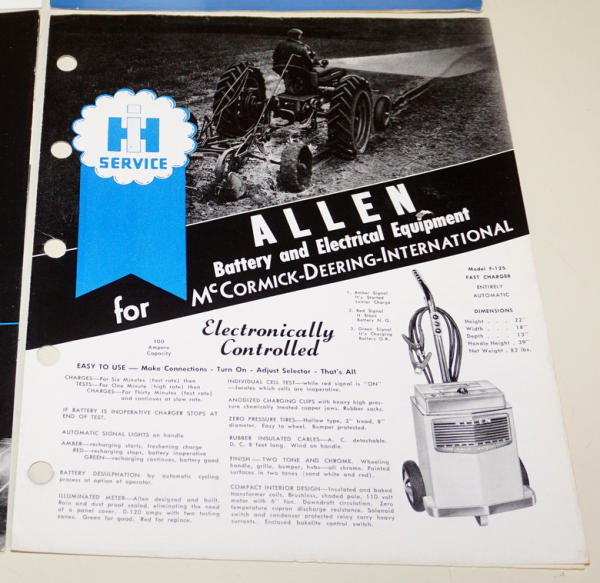 IH
SERVICE
ALLEN
Battery and Electrical Equipment
for McCORMICK-DEERING-INTERNATIONAL
1. Amber Signal
It's Started
Initial Charge
2. Red Signal
It Stops
Battery N. G.
3. Green Signal
It's Charging
Battery O.K.
Model F-125
FAST CHARGER
ENTIRELY
AUTOMATIC
DIMENSIONS
Height . . . 22"
Width . . . 18"
Depth . . . 13"
Handle Height . 39"
Net Weight . 82 lbs.
100
Ampere
Capacity
Electronically
Controlled
EASY TO USE — Make Connections - Turn On - Adjust Selector - That's All
CHARGES—For Six Minutes (fast rate) then
TESTS—For One Minute (high rate) then
CHARGES—For Thirty Minutes (fast rate)
and continues at slow rate.
IF BATTERY IS INOPERATIVE CHARGER STOPS AT
END OF TEST.
AUTOMATIC SIGNAL LIGHTS on handle
AMBER—recharging starts, freshening charge
RED—recharging stops, battery inoperative
GREEN—recharging continues, battery good
BATTERY DESULPHATION by automatic cycling
process at option of operator.
ILLUMINATED METER—Allen designed and built.
Rain and dust proof sealed, eliminating the need
of a panel cover. 0-120 amps with two testing
zones. Green for good. Red for replace.
INDIVIDUAL CELL TEST—while red signal is "ON"
—locates which cells are inoperative.
ANODIZED CHARGING CLIPS with heavy high pres-
sure chemically treated copper jaws. Rubber sacks.
ZERO PRESSURE TIRES—Hollow type, 2" tread, 8"
diameter. Easy to wheel. Bumper protected.
RUBBER INSULATED CABLES—A. C. detachable.
D. C. 8 feet long. Wind on handle.
FINISH—TWO TONE AND CHROME. Wheeling
handle, grille, bumper, hubs—all chrome. Painted
surfaces in two tones (sand white and red).
COMPACT INTERIOR DESIGN—Insulated and baked
transformer coils, Brushless, shaded pole, 110 volt
motor with 6" fan. Downdraft circulation. Zero
temperature cupron discharge resistance. Solenoid
switch and condenser protected relay carry heavy
currents. Enclosed bakelite control switch.